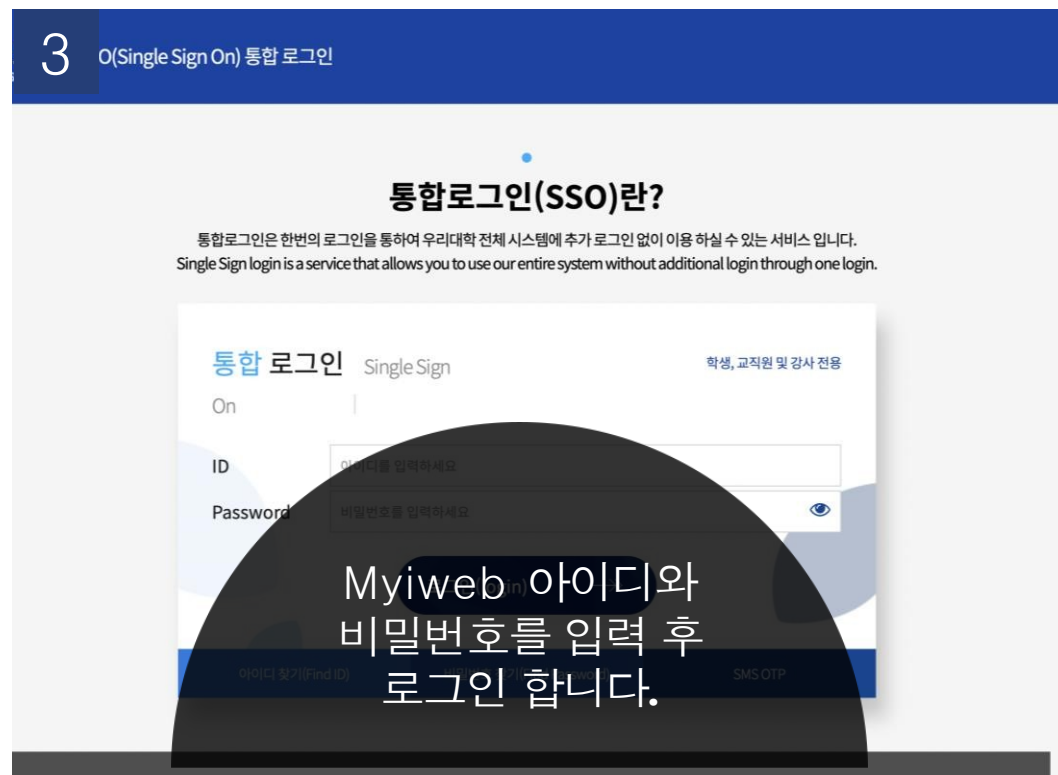 3
O(Single Sign On) 통합 로그인
통합로그인(SSO)란?
통합로그인은 한번의 로그인을 통하여 우리대학 전체 시스템에 추가 로그인 없이 이용 하실 수 있는 서비스 입니다.
Single Sign login is a service that allows you to use our entire system without additional login through one login.
통합 로그인 Single Sign
On
학생, 교직원 및 강사 전용
ID
아이디를 입력하세요
Password
비밀번호를 입력하세요
Myiweb 아이디와
비밀번호를 입력 후
로그인 합니다.
아이디 찾기(Find ID)
SMS OTP